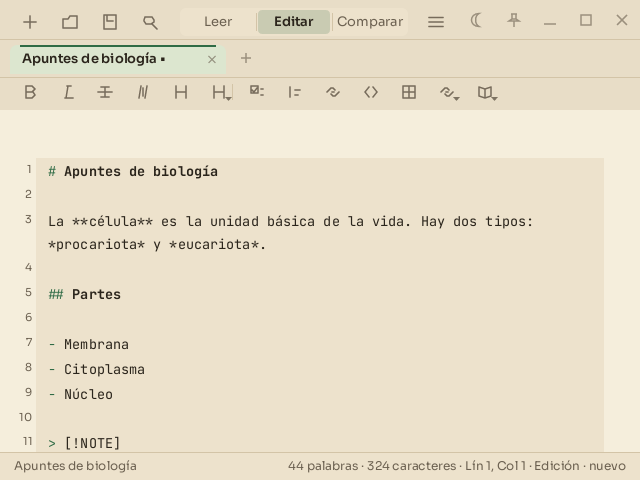 Leer Editar Comparar
Apuntes de biología •
1 # Apuntes de biología
2
3 La **célula** es la unidad básica de la vida. Hay dos tipos:
*procariota* y *eucariota*.
4
5 ## Partes
6
7 - Membrana
8 - Citoplasma
9 - Núcleo
10
11 > [!NOTE]
Apuntes de biología 44 palabras · 324 caracteres · Lín 1, Col 1 · Edición · nuevo